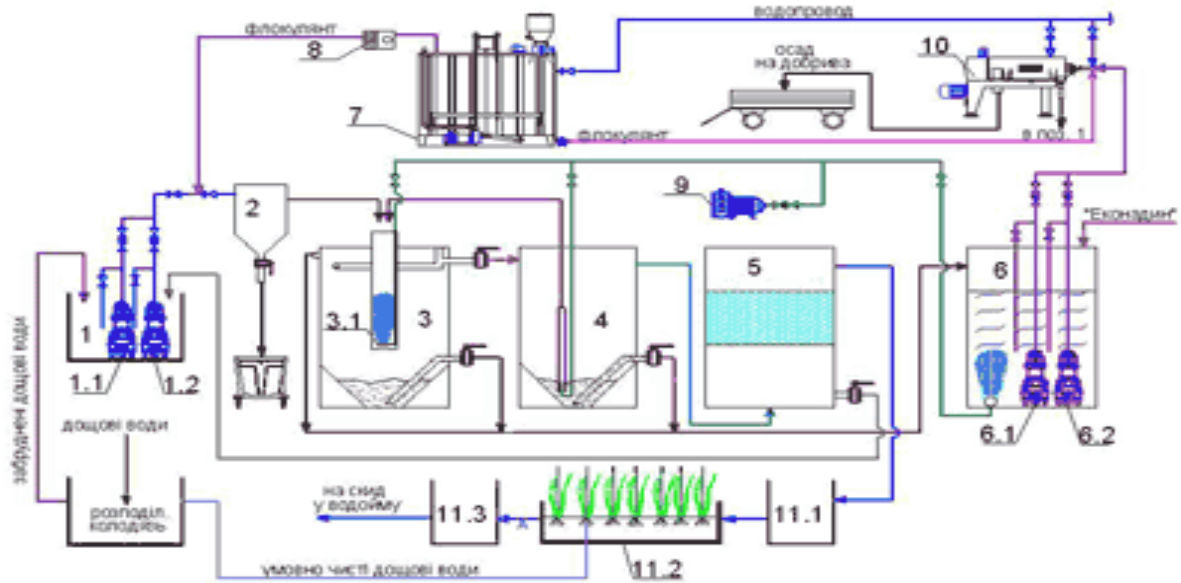 флокулянт
8
водопровод
10
осад
на добрива
7
флокулянт
в поз. 1
9
2
"Еконадин"
1
3.1
3
4
5
6
1.1
1.2
6.1
6.2
забруднені дощові води
дощові води
розподіл.
колодязь
на скид
у водойму
11.3
11.1
11.2
умовно чисті дощові води